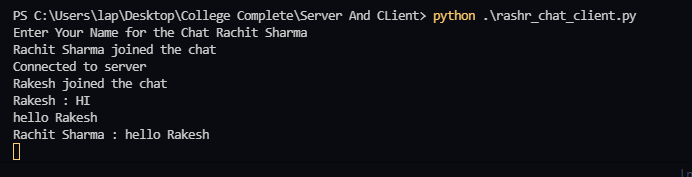 PS C:\Users\lap\Desktop\College Complete\Server And CLient> python .\rashr_chat_client.py
Enter Your Name for the Chat Rachit Sharma
Rachit Sharma joined the chat
Connected to server
Rakesh joined the chat
Rakesh : HI
hello Rakesh
Rachit Sharma : hello Rakesh